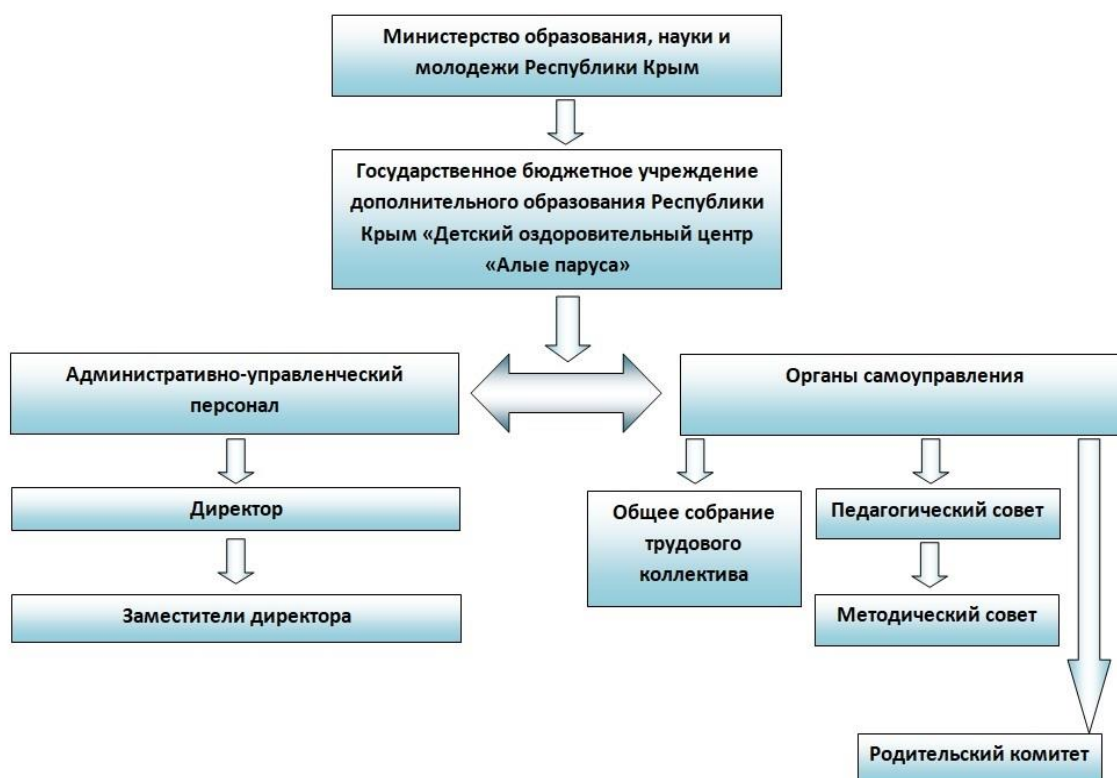 Министерство образования, науки и
молодежи Республики Крым
Государственное бюджетное учреждение
дополнительного образования Республики
Крым «Детский оздоровительный центр
«Алые паруса»
Административно-управленческий
персонал
Органы самоуправления
Директор
Заместители директора
Общее собрание
трудового
коллектива
Педагогический совет
Методический совет
Родительский комитет